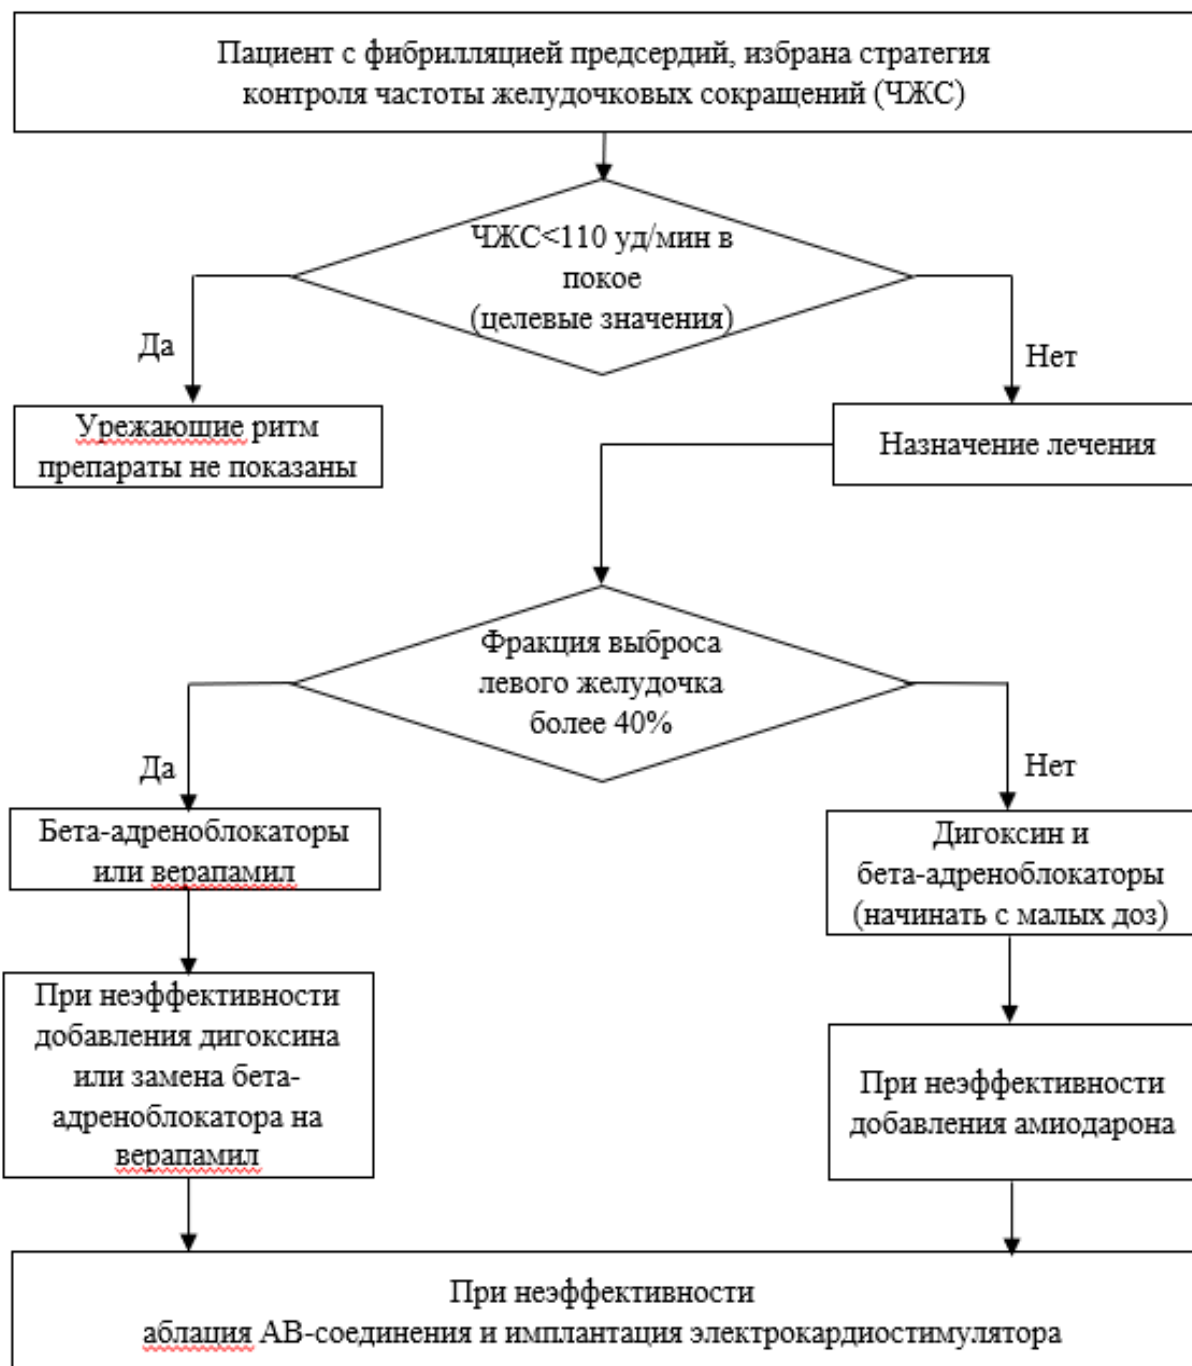 Пациент с фибрилляцией предсердий, избрана стратегия
контроля частоты желудочковых сокращений (ЧЖС)
ЧЖС<110 уд/мин в
покое
(целевые значения)
Да
Нет
Урежающие ритм
препараты не показаны
Назначение лечения
Фракция выброса
левого желудочка
более 40%
Да
Нет
Бета-адреноблокаторы
или верапамил
Дигоксин и
бета-адреноблокаторы
(начинать с малых доз)
При неэффективности
добавления дигоксина
или замена бета-
адреноблокатора на
верапамил
При неэффективности
добавления амиодарона
При неэффективности
аблация АВ-соединения и имплантация электрокардиостимулятора